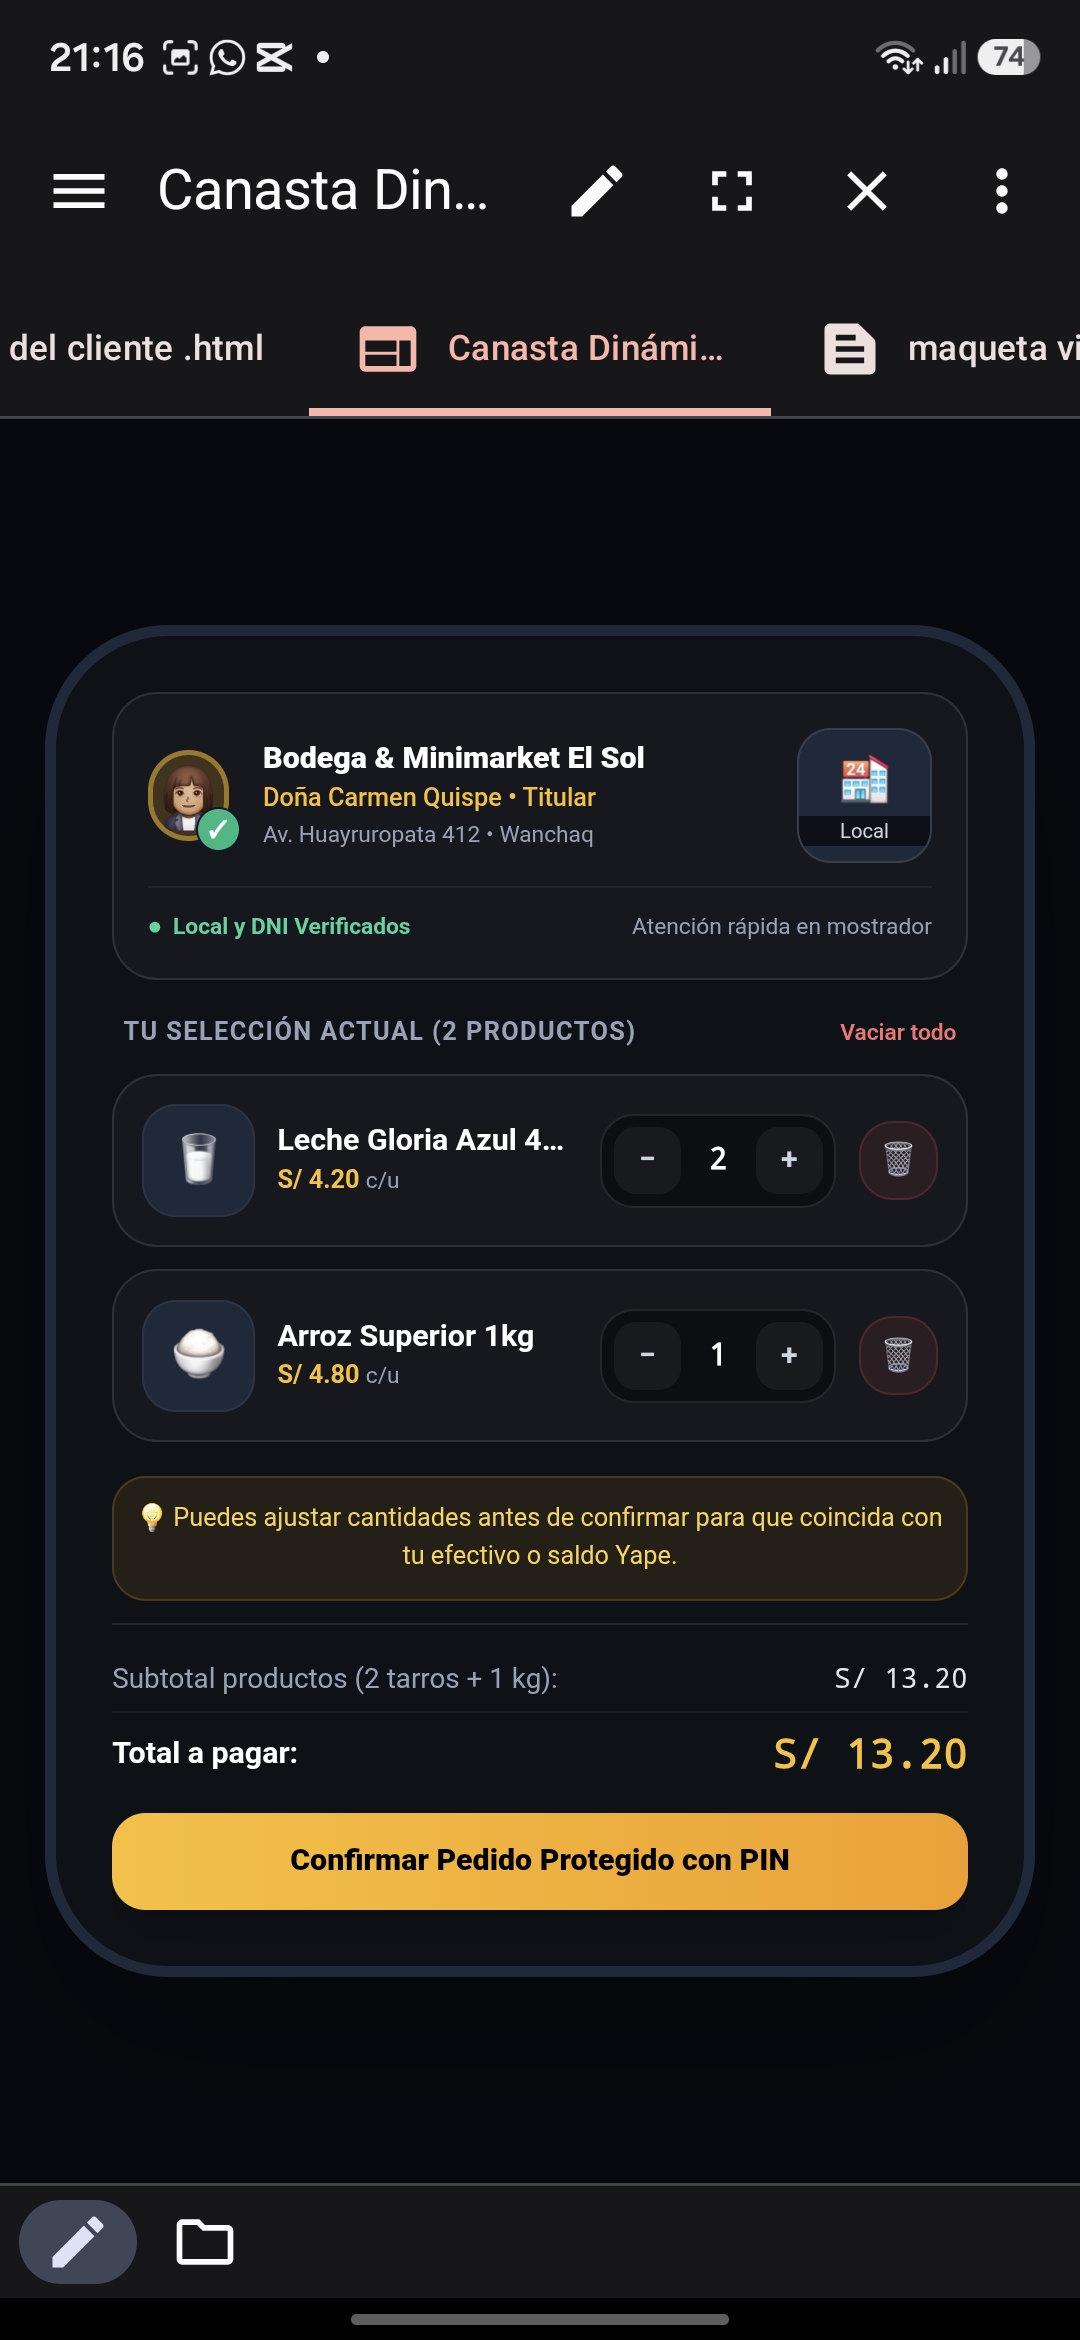 21:16
74
Canasta Din...
del cliente .html
Canasta Dinámi...
maqueta vi
Bodega & Minimarket El Sol
Doña Carmen Quispe • Titular
Av. Huayruropata 412 • Wanchaq
24
Local
● Local y DNI Verificados
Atención rápida en mostrador
TU SELECCIÓN ACTUAL (2 PRODUCTOS)
Vaciar todo
Leche Gloria Azul 4...
S/ 4.20 c/u
− 2 +
Arroz Superior 1kg
S/ 4.80 c/u
− 1 +
💡 Puedes ajustar cantidades antes de confirmar para que coincida con
tu efectivo o saldo Yape.
Subtotal productos (2 tarros + 1 kg):
S/ 13.20
Total a pagar:
S/ 13.20
Confirmar Pedido Protegido con PIN